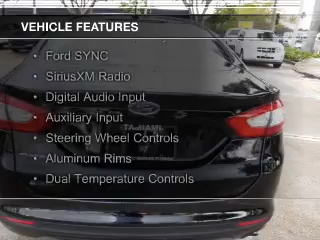 VEHICLE FEATURES
• Ford SYNC
• SiriusXM Radio
• Digital Audio Input
• Auxiliary Input
• Steering Wheel Controls
• Aluminum Rims
• Dual Temperature Controls